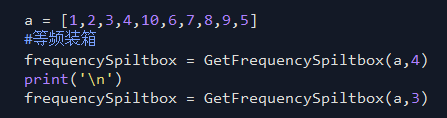 a = [1,2,3,4,10,6,7,8,9,5]
#等频装箱
frequencySpiltbox = GetFrequencySpiltbox(a,4)
print('\n')
frequencySpiltbox = GetFrequencySpiltbox(a,3)